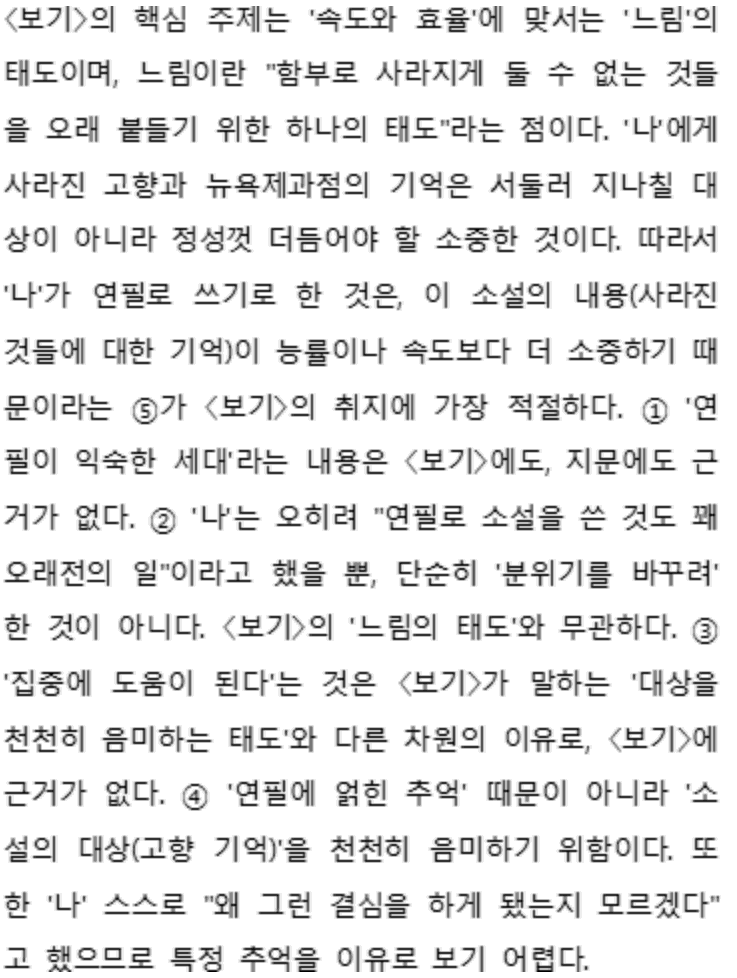 〈보기〉의 핵심 주제는 '속도와 효율'에 맞서는 '느림'의
태도이며, 느림이란 "함부로 사라지게 둘 수 없는 것들
을 오래 붙들기 위한 하나의 태도"라는 점이다. '나'에게
사라진 고향과 뉴욕제과점의 기억은 서둘러 지나칠 대
상이 아니라 정성껏 더듬어야 할 소중한 것이다. 따라서
'나'가 연필로 쓰기로 한 것은, 이 소설의 내용(사라진
것들에 대한 기억)이 능률이나 속도보다 더 소중하기 때
문이라는 ⑤가 〈보기〉의 취지에 가장 적절하다. ① '연
필이 익숙한 세대'라는 내용은 〈보기〉에도, 지문에도 근
거가 없다. ② '나'는 오히려 "연필로 소설을 쓴 것도 꽤
오래전의 일"이라고 했을 뿐, 단순히 '분위기를 바꾸려'
한 것이 아니다. 〈보기〉의 '느림의 태도'와 무관하다. ③
'집중에 도움이 된다'는 것은 〈보기〉가 말하는 '대상을
천천히 음미하는 태도'와 다른 차원의 이유로, 〈보기〉에
근거가 없다. ④ '연필에 얽힌 추억' 때문이 아니라 '소
설의 대상(고향 기억)'을 천천히 음미하기 위함이다. 또
한 '나' 스스로 "왜 그런 결심을 하게 됐는지 모르겠다"
고 했으므로 특정 추억을 이유로 보기 어렵다.